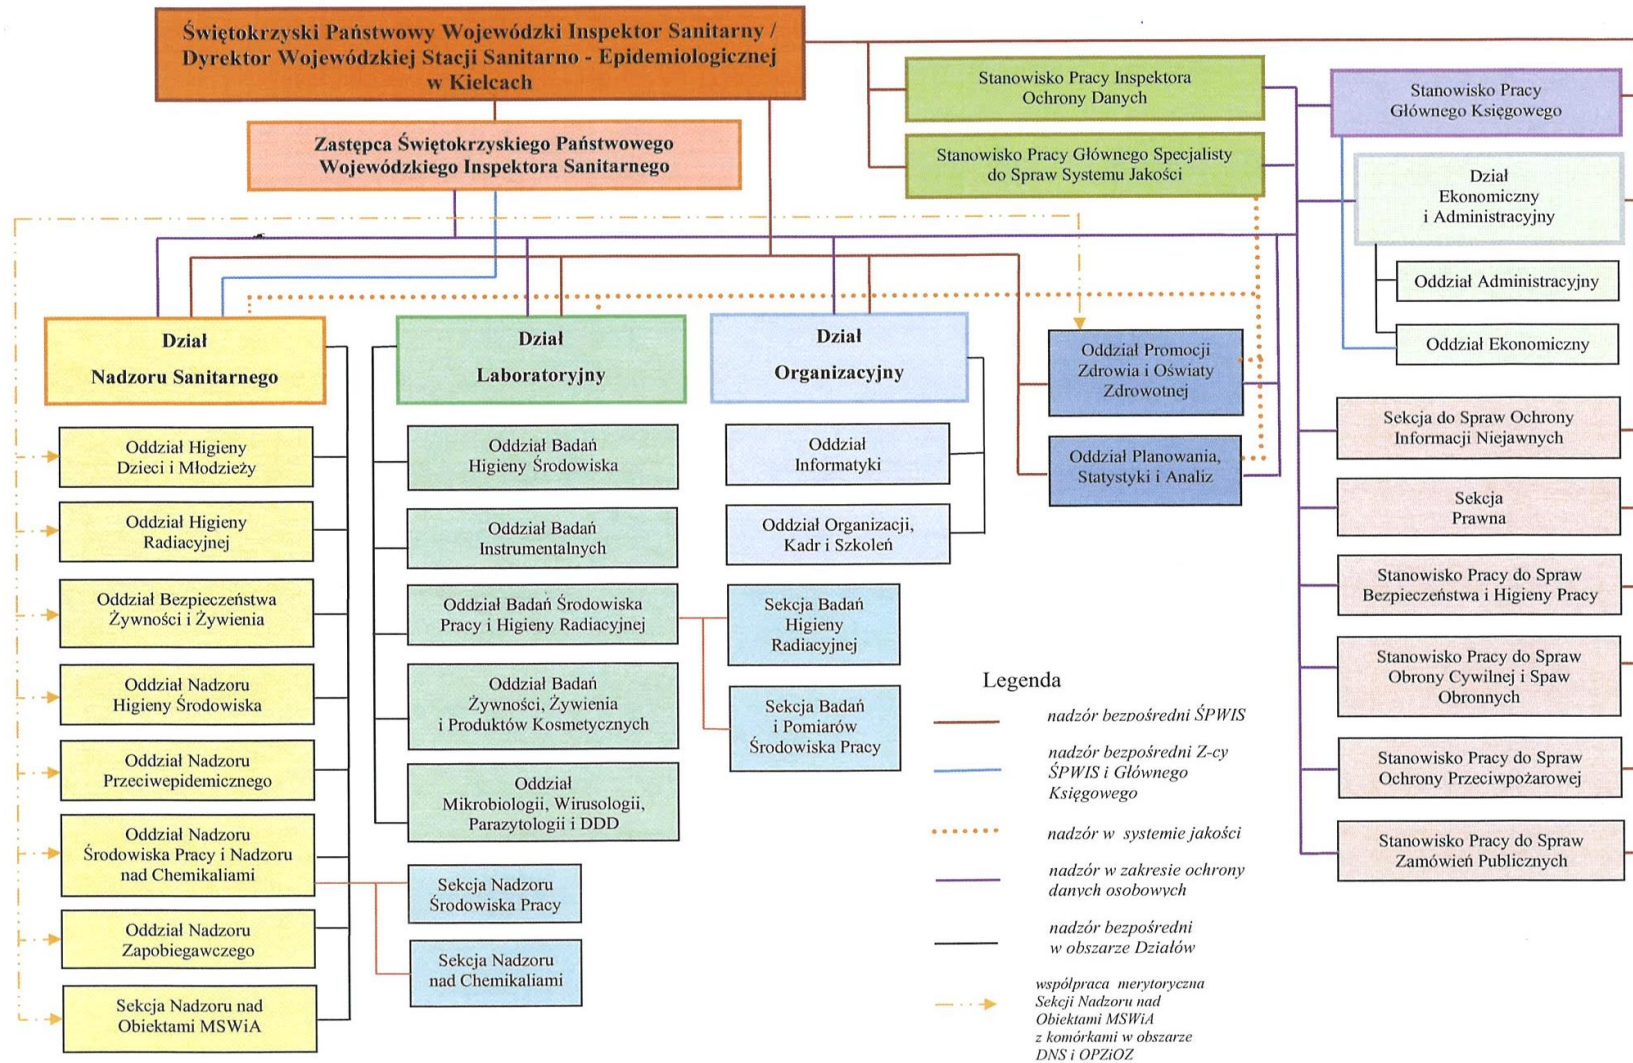 Świętokrzyski Państwowy Wojewódzki Inspektor Sanitarny /
Dyrektor Wojewódzkiej Stacji Sanitarno - Epidemiologicznej
w Kielcach
Zastępca Świętokrzyskiego Państwowego
Wojewódzkiego Inspektora Sanitarnego
Stanowisko Pracy Inspektora
Ochrony Danych
Stanowisko Pracy Głównego Specjalisty
do Spraw Systemu Jakości
Stanowisko Pracy
Głównego Księgowego
Dział
Ekonomiczny
i Administracyjny
Oddział Administracyjny
Oddział Ekonomiczny
Dział
Nadzoru Sanitarnego
Oddział Higieny
Dzieci i Młodzieży
Oddział Higieny
Radiacyjnej
Oddział Bezpieczeństwa
Żywności i Żywienia
Oddział Nadzoru
Higieny Środowiska
Oddział Nadzoru
Przeciwepidemicznego
Oddział Nadzoru
Środowiska Pracy i Nadzoru
nad Chemikaliami
Oddział Nadzoru
Zapobiegawczego
Sekcja Nadzoru nad
Obiektami MSWiA
Sekcja Nadzoru
Środowiska Pracy
Sekcja Nadzoru
nad Chemikaliami
Dział
Laboratoryjny
Oddział Badań
Higieny Środowiska
Oddział Badań
Instrumentalnych
Oddział Badań Środowiska
Pracy i Higieny Radiacyjnej
Oddział Badań
Żywności, Żywienia
i Produktów Kosmetycznych
Oddział
Mikrobiologii, Wirusologii,
Parazytologii i DDD
Sekcja Badań
Higieny
Radiacyjnej
Sekcja Badań
i Pomiarów
Środowiska Pracy
Dział
Organizacyjny
Oddział
Informatyki
Oddział Organizacji,
Kadr i Szkoleń
Oddział Promocji
Zdrowia i Oświaty
Zdrowotnej
Oddział Planowania,
Statystyki i Analiz
Sekcja do Spraw Ochrony
Informacji Niejawnych
Sekcja
Prawna
Stanowisko Pracy do Spraw
Bezpieczeństwa i Higieny Pracy
Stanowisko Pracy do Spraw
Obrony Cywilnej i Spaw
Obronnych
Stanowisko Pracy do Spraw
Ochrony Przeciwpożarowej
Stanowisko Pracy do Spraw
Zamówień Publicznych
Legenda
nadzór bezpośredni ŚPWIS
nadzór bezpośredni Z-cy
ŚPWIS i Głównego
Księgowego
nadzór w systemie jakości
nadzór w zakresie ochrony
danych osobowych
nadzór bezpośredni
w obszarze Działów
współpraca merytoryczna
Sekcji Nadzoru nad
Obiektami MSWiA
z komórkami w obszarze
DNS i OPZiOZ